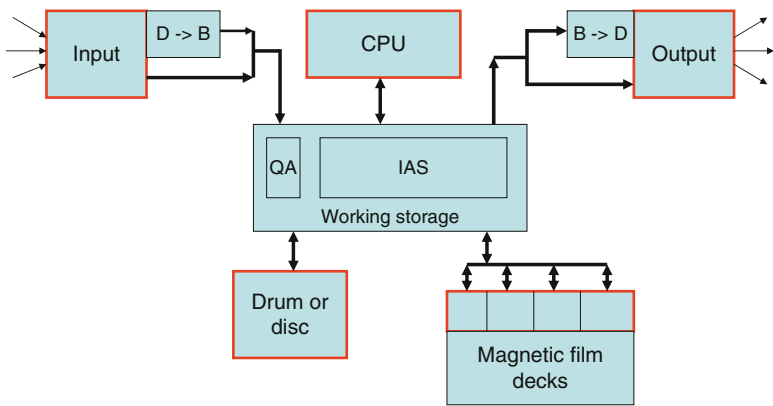 Input
D -> B
CPU
B -> D
Output
QA
IAS
Working storage
Drum or
disc
Magnetic film
decks